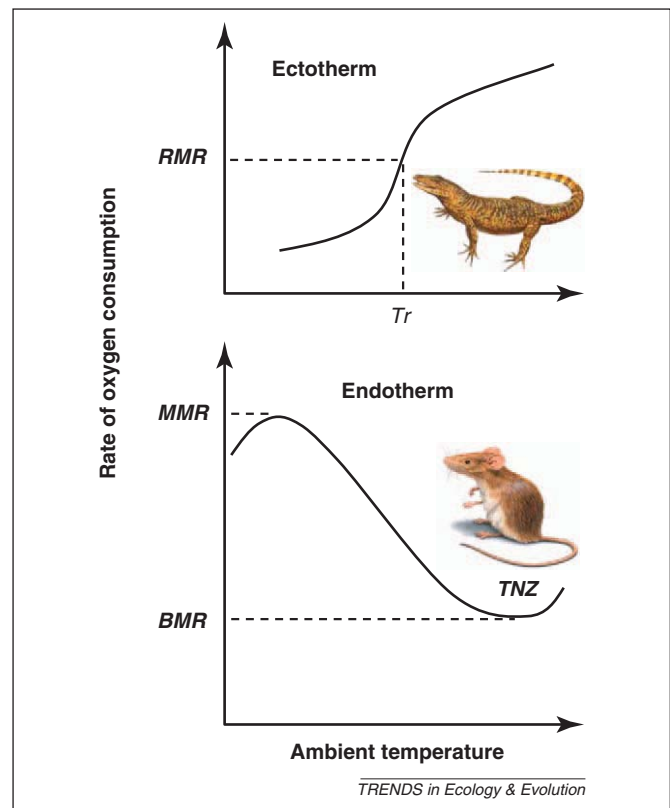 Ectotherm
RMR
Tr
Rate of oxygen consumption
Endotherm
MMR
TNZ
BMR
Ambient temperature
TRENDS in Ecology & Evolution